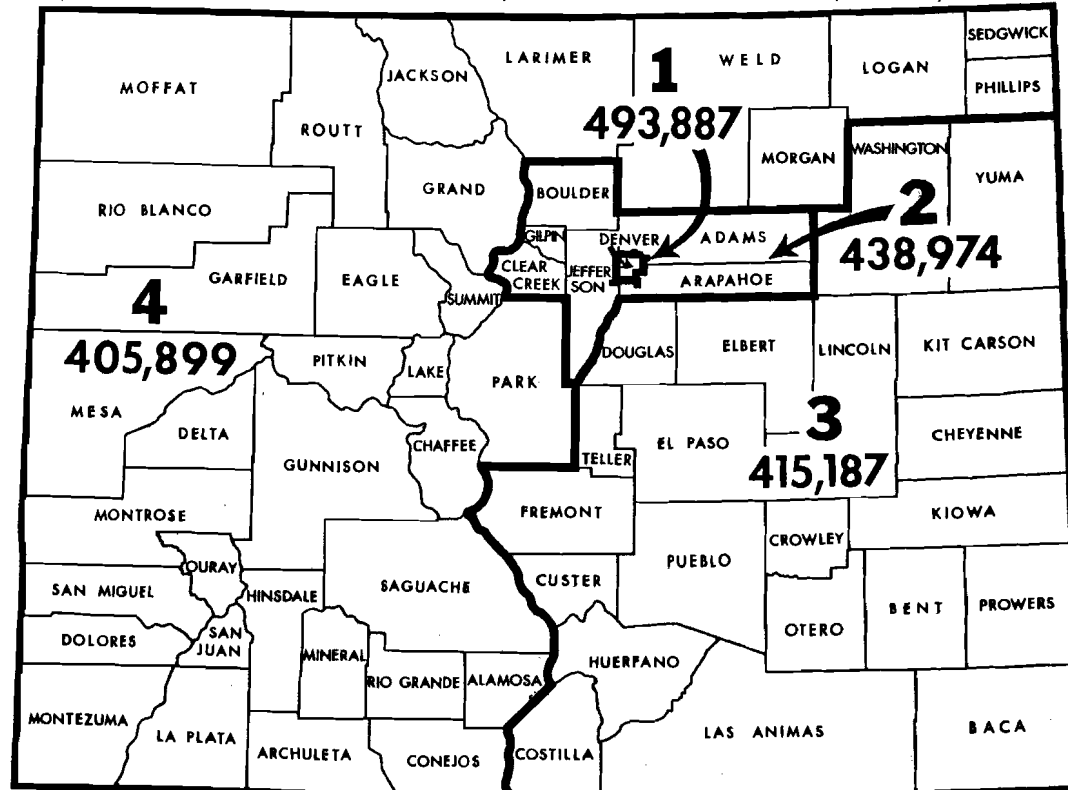 SEDGWICK
LARIMER
1
WELD
LOGAN
JACKSON
MOFFAT
PHILLIPS
493,887
ROUTT
WASHINGTON
MORGAN
YUMA
GRAND
BOULDER
2
RIO BLANCO
GILPIN
DENVER
ADAMS
438,974
CLEAR
CREEK
JEFFER
SON
GARFIELD
EAGLE
ARAPAHOE
4
SUMMIT
405,899
PITKIN
LAKE
PARK
DOUGLAS
ELBERT
LINCOLN
KIT CARSON
MESA
DELTA
3
CHAFFEE
EL PASO
CHEYENNE
GUNNISON
TELLER
415,187
MONTROSE
FREMONT
KIOWA
CROWLEY
OURAY
PUEBLO
SAN MIGUEL
HINSDALE
SAGUACHE
CUSTER
BENT
PROWERS
DOLORES
SAN
JUAN
OTERO
MINERAL
HUERFANO
RIO GRANDE
ALAMOSA
MONTEZUMA
LA PLATA
ARCHULETA
CONEJOS
COSTILLA
LAS ANIMAS
BACA